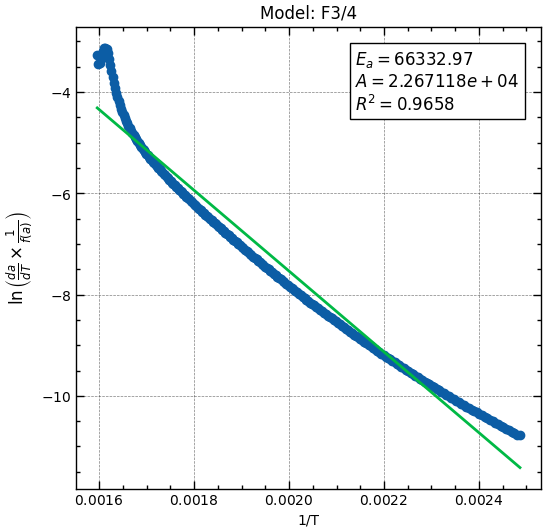 Model: F3/4
E_a = 66332.97
A = 2.267118e + 04
R^2 = 0.9658
−4
−6
−8
−10
ln(da/dT × 1/f(a))
0.0016 0.0018 0.0020 0.0022 0.0024
1/T